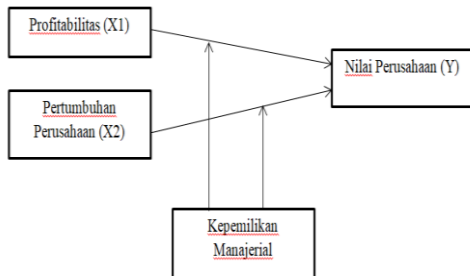 Profitabilitas (X1)
Nilai Perusahaan (Y)
Pertumbuhan
Perusahaan (X2)
Kepemilikan
Manajerial